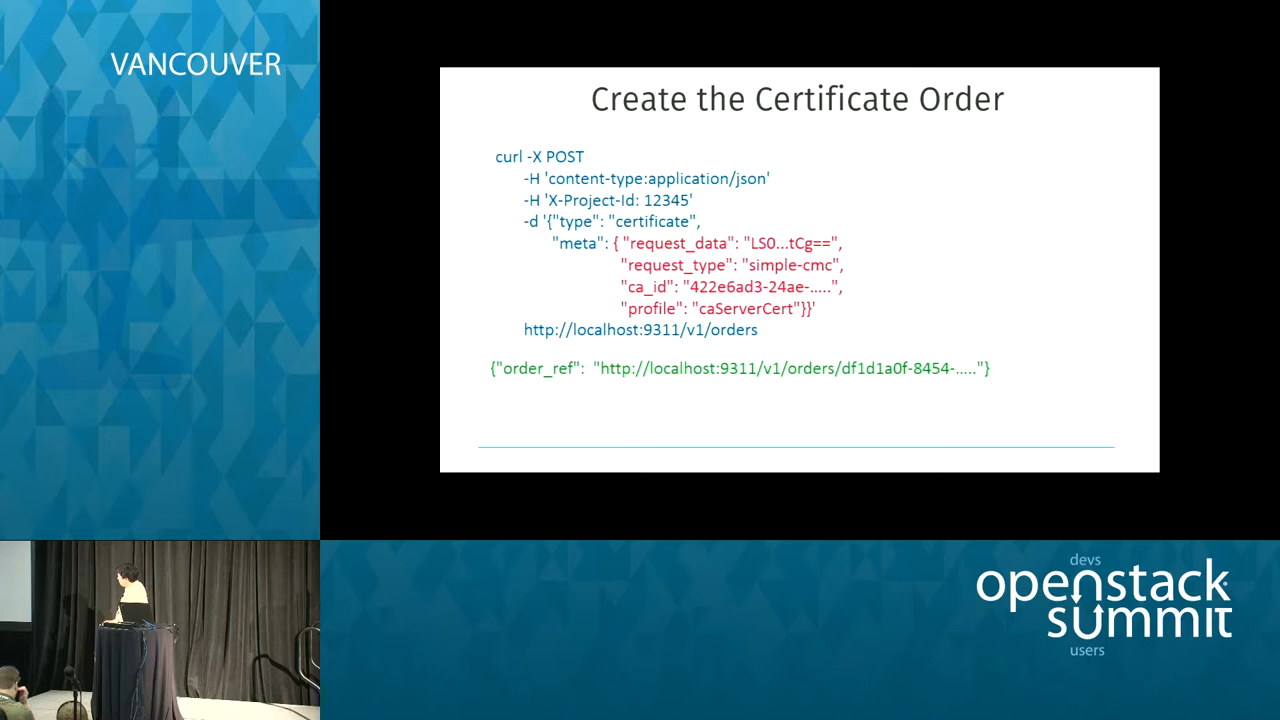 VANCOUVER
Create the Certificate Order
curl -X POST
-H 'content-type:application/json'
-H 'X-Project-Id: 12345'
-d '{"type": "certificate",
"meta": { "request_data": "LS0...tCg==",
"request_type": "simple-cmc",
"ca_id": "422e6ad3-24ae-.....",
"profile": "caServerCert"}}'
http://localhost:9311/v1/orders
{"order_ref": "http://localhost:9311/v1/orders/df1d1a0f-8454-....."}
devs
openstack
summit
users